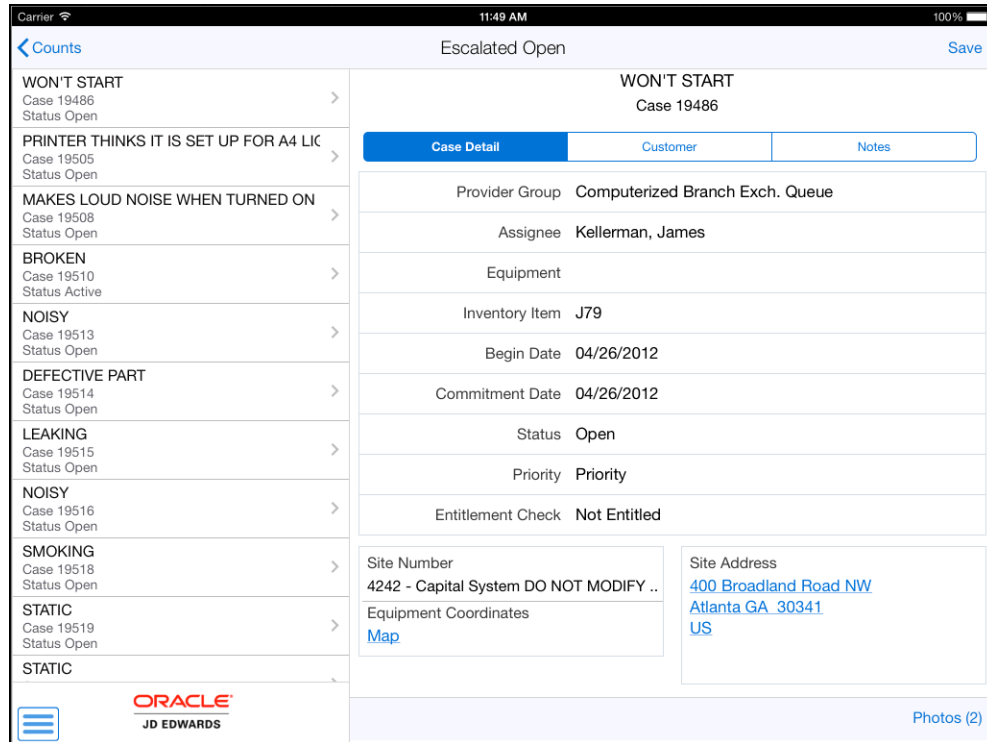 Carrier
11:49 AM
100%
Counts
Escalated Open
Save
WON'T START
Case 19486
Status Open
PRINTER THINKS IT IS SET UP FOR A4 LIG
Case 19505
Status Open
MAKES LOUD NOISE WHEN TURNED ON
Case 19508
Status Open
BROKEN
Case 19510
Status Active
NOISY
Case 19513
Status Open
DEFECTIVE PART
Case 19514
Status Open
LEAKING
Case 19515
Status Open
NOISY
Case 19516
Status Open
SMOKING
Case 19518
Status Open
STATIC
Case 19519
Status Open
STATIC
ORACLE
JD EDWARDS
WON'T START
Case 19486
Case Detail
Customer
Notes
Provider Group Computerized Branch Exch. Queue
Assignee Kellerman, James
Equipment
Inventory Item J79
Begin Date 04/26/2012
Commitment Date 04/26/2012
Status Open
Priority Priority
Entitlement Check Not Entitled
Site Number
4242 - Capital System DO NOT MODIFY ..
Equipment Coordinates
Map
Site Address
400 Broadland Road NW
Atlanta GA 30341
US
Photos (2)